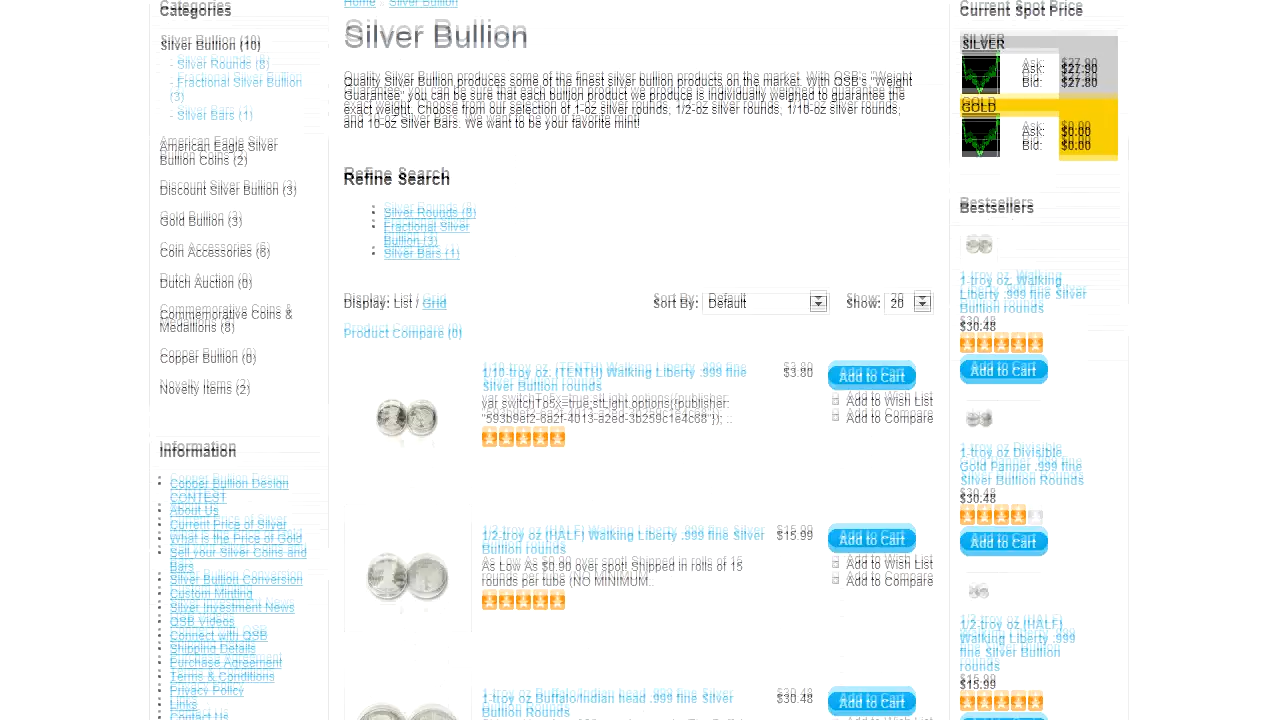 Categories
Silver Bullion (10)
- Silver Rounds (8)
- Fractional Silver Bullion
(3)
- Silver Bars (1)
American Eagle Silver
Bullion Coins (2)
Discount Silver Bullion (3)
Gold Bullion (3)
Coin Accessories (6)
Dutch Auction (0)
Commemorative Coins &
Medallions (8)
Copper Bullion (0)
Novelty Items (2)
Information
Copper Bullion Design
CONTEST
About Us
Current Price of Silver
What is the Price of Gold
Sell your Silver Coins and
Bars
Silver Bullion Conversion
Custom Minting
Silver Investment News
QSB Videos
Connect with QSB
Shipping Details
Purchase Agreement
Terms & Conditions
Privacy Policy
Links
Contact Us
Home » Silver Bullion
Silver Bullion
Quality Silver Bullion produces some of the finest silver bullion products on the market. With QSB's "Weight
Guarantee" you can be sure that each bullion product we produce is individually weighed to guarantee the
exact weight. Choose from our selection of 1-oz silver rounds, 1/2-oz silver rounds, 1/10-oz silver rounds,
and 10-oz Silver Bars. We want to be your favorite mint!
Refine Search
Silver Rounds (8)
Fractional Silver
Bullion (3)
Silver Bars (1)
Display: List / Grid
Sort By: Default
Show: 20
Product Compare (0)
1/10-troy oz. (TENTH) Walking Liberty .999 fine
Silver Bullion rounds
var switchTo5x=true;stLight.options({publisher:
"593b9ef2-6a2f-4013-a2ed-3b259c1e4c68"}); ..
$3.80
Add to Cart
Add to Wish List
Add to Compare
1/2-troy oz (HALF) Walking Liberty .999 fine Silver
Bullion rounds
As Low As $0.90 over spot! Shipped in rolls of 15
rounds per tube (NO MINIMUM..
$15.99
Add to Cart
Add to Wish List
Add to Compare
1-troy oz Buffalo/Indian head .999 fine Silver
Bullion Rounds
$30.48
Add to Cart
Current Spot Price
SILVER
Ask: $27.90
Bid: $27.80
GOLD
Ask: $0.00
Bid: $0.00
Bestsellers
1-troy oz. Walking
Liberty .999 fine Silver
Bullion rounds
$30.48
Add to Cart
1-troy oz Divisible
Gold Panner .999 fine
Silver Bullion Rounds
$30.48
Add to Cart
1/2-troy oz (HALF)
Walking Liberty .999
fine Silver Bullion
rounds
$15.99